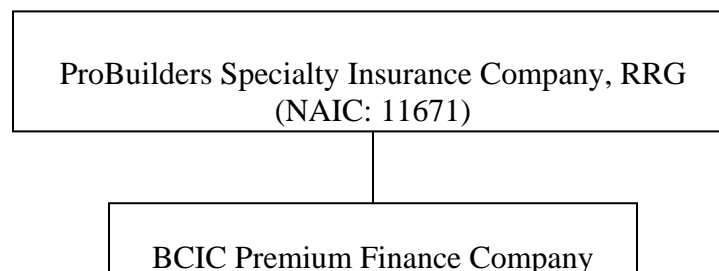 ProBuilders Specialty Insurance Company, RRG
(NAIC: 11671)
BCIC Premium Finance Company